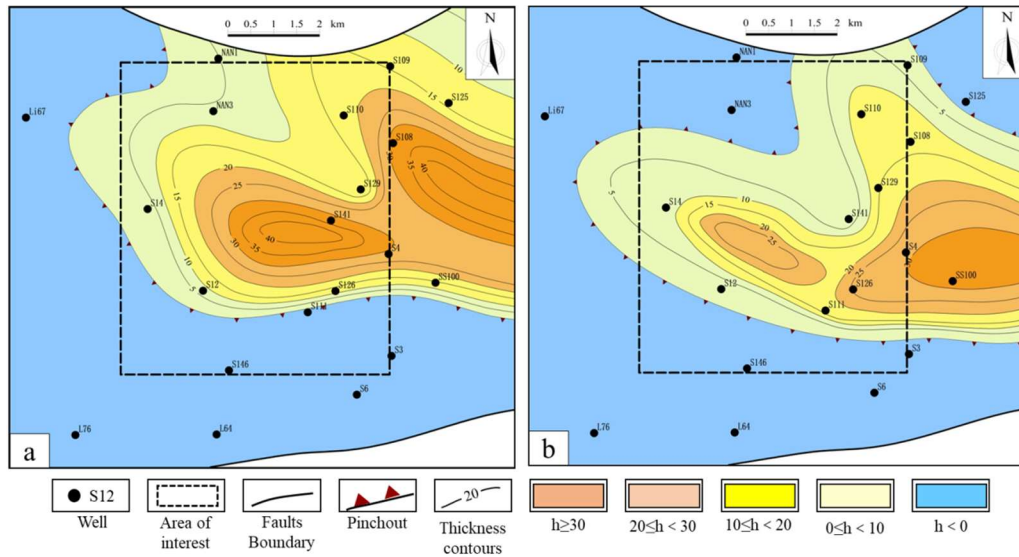 0 0.5 1 1.5 2 km
N
NAN1
S109
10
15
S125
Li67
NAN3
S110
S108
30
35
40
20
25
S129
15
S14
S141
40
35
30
S4
10
5
S12
S126
SS100
S111
S146
S3
S6
L76
L64
a
0 0.5 1 1.5 2 km
N
NAN1
S109
5
S125
Li67
NAN3
S110
S108
5
S129
S14
10
15
20
25
S141
S4
20
25
SS100
S12
S126
S111
S146
S3
S6
L76
L64
b
S12
20
Well
Area of interest
Faults Boundary
Pinchout
Thickness contours
h≥30
20≤h < 30
10≤h < 20
0≤h < 10
h < 0